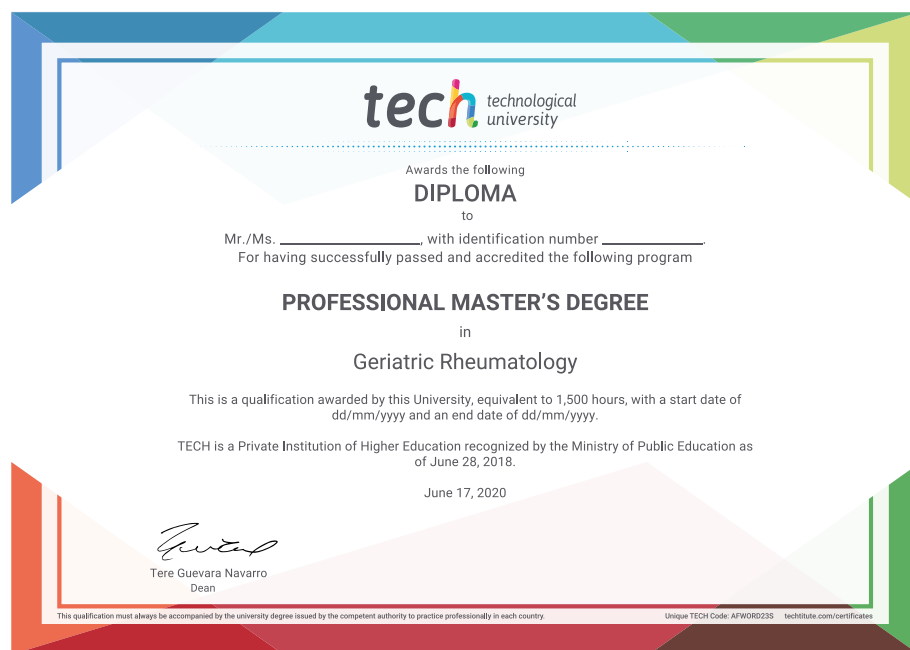 tech technological
university
Awards the following
DIPLOMA
to
Mr./Ms. ________________, with identification number ____________.
For having successfully passed and accredited the following program
PROFESSIONAL MASTER'S DEGREE
in
Geriatric Rheumatology
This is a qualification awarded by this University, equivalent to 1,500 hours, with a start date of
dd/mm/yyyy and an end date of dd/mm/yyyy.
TECH is a Private Institution of Higher Education recognized by the Ministry of Public Education as
of June 28, 2018.
June 17, 2020
Tere Guevara Navarro
Dean
This qualification must always be accompanied by the university degree issued by the competent authority to practice professionally in each country.
Unique TECH Code: AFWORD23S techtitute.com/certificates